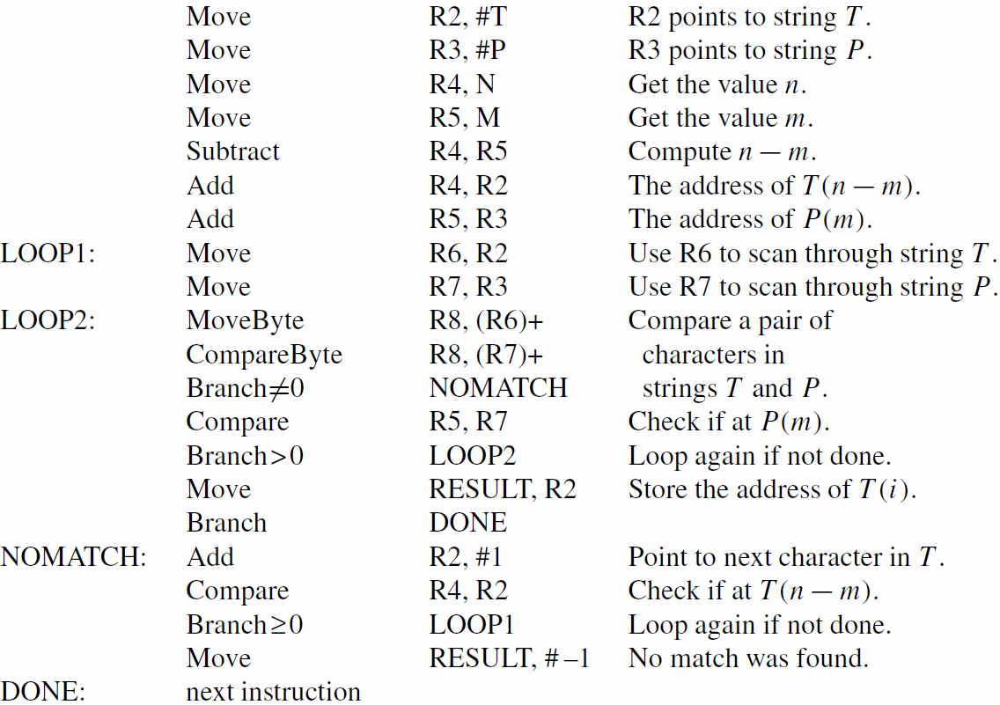 Move R2, #T R2 points to string T.
Move R3, #P R3 points to string P.
Move R4, N Get the value n.
Move R5, M Get the value m.
Subtract R4, R5 Compute n − m.
Add R4, R2 The address of T(n − m).
Add R5, R3 The address of P(m).
LOOP1: Move R6, R2 Use R6 to scan through string T.
Move R7, R3 Use R7 to scan through string P.
LOOP2: MoveByte R8, (R6)+ Compare a pair of
CompareByte R8, (R7)+ characters in
Branch≠0 NOMATCH strings T and P.
Compare R5, R7 Check if at P(m).
Branch>0 LOOP2 Loop again if not done.
Move RESULT, R2 Store the address of T(i).
Branch DONE
NOMATCH: Add R2, #1 Point to next character in T.
Compare R4, R2 Check if at T(n − m).
Branch≥0 LOOP1 Loop again if not done.
Move RESULT, #–1 No match was found.
DONE: next instruction